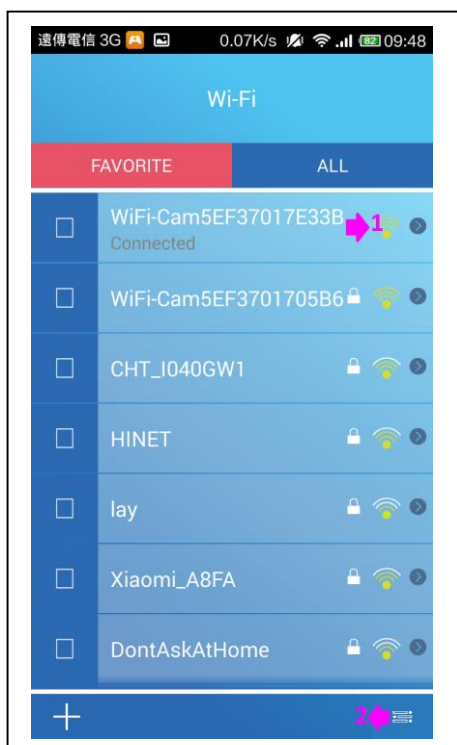 遠傳電信 3G 0.07K/s 82 09:48
Wi-Fi
FAVORITE ALL
WiFi-Cam5EF37017E33B 1
Connected
WiFi-Cam5EF3701705B6
CHT_I040GW1
HINET
lay
Xiaomi_A8FA
DontAskAtHome
2